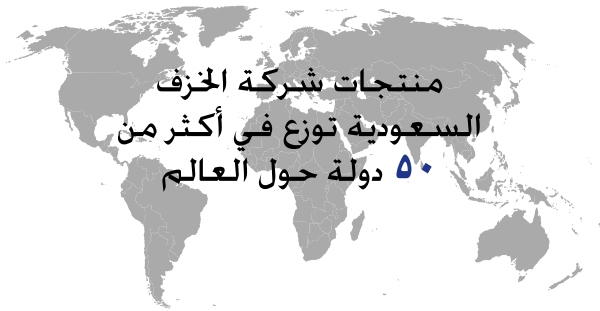 منتجات شركة الخزف
السعودية توزع في أكثر من
٥٠ دولة حول العالم